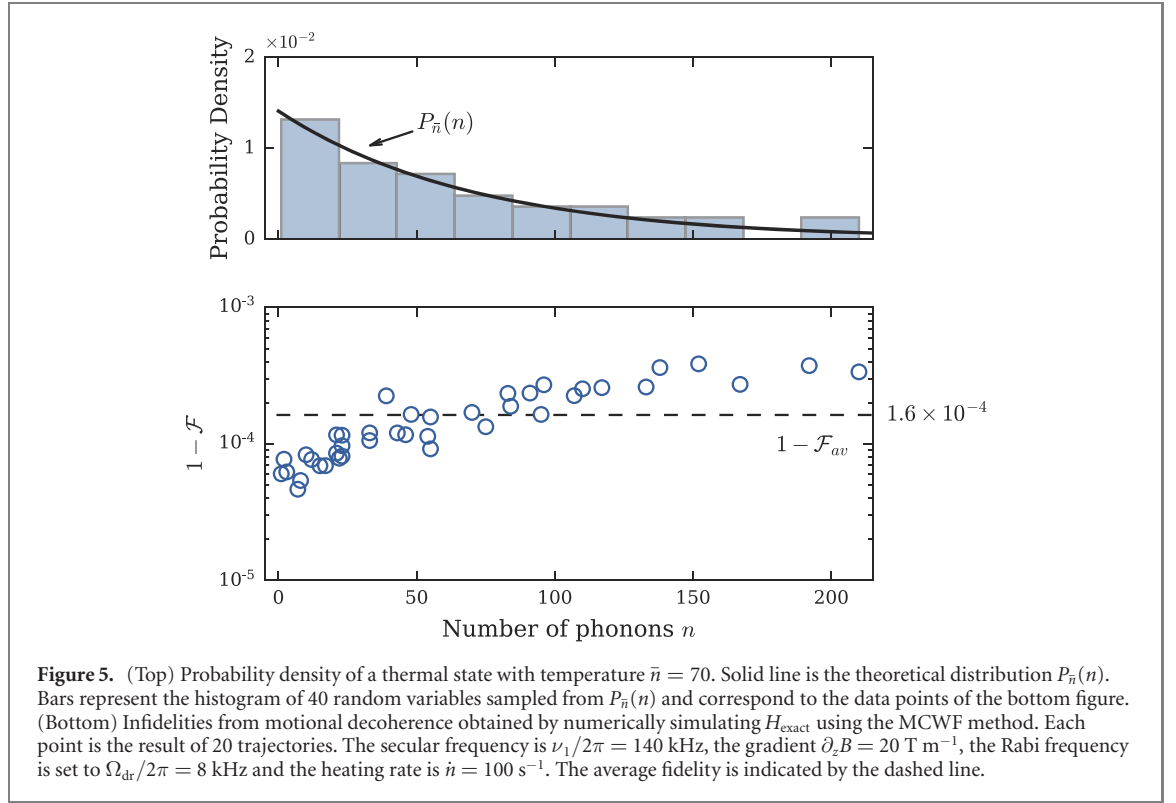 ×10⁻²
2
1
0
Probability Density
P_n̄(n)
10⁻³
10⁻⁴
10⁻⁵
1 − ℱ
1.6 × 10⁻⁴
1 − ℱ_av
0 50 100 150 200
Number of phonons n
Figure 5. (Top) Probability density of a thermal state with temperature n̄ = 70. Solid line is the theoretical distribution P_n̄(n).
Bars represent the histogram of 40 random variables sampled from P_n̄(n) and correspond to the data points of the bottom figure.
(Bottom) Infidelities from motional decoherence obtained by numerically simulating H_exact using the MCWF method. Each
point is the result of 20 trajectories. The secular frequency is ν₁/2π = 140 kHz, the gradient ∂_zB = 20 T m⁻¹, the Rabi frequency
is set to Ω_dr/2π = 8 kHz and the heating rate is ṅ = 100 s⁻¹. The average fidelity is indicated by the dashed line.